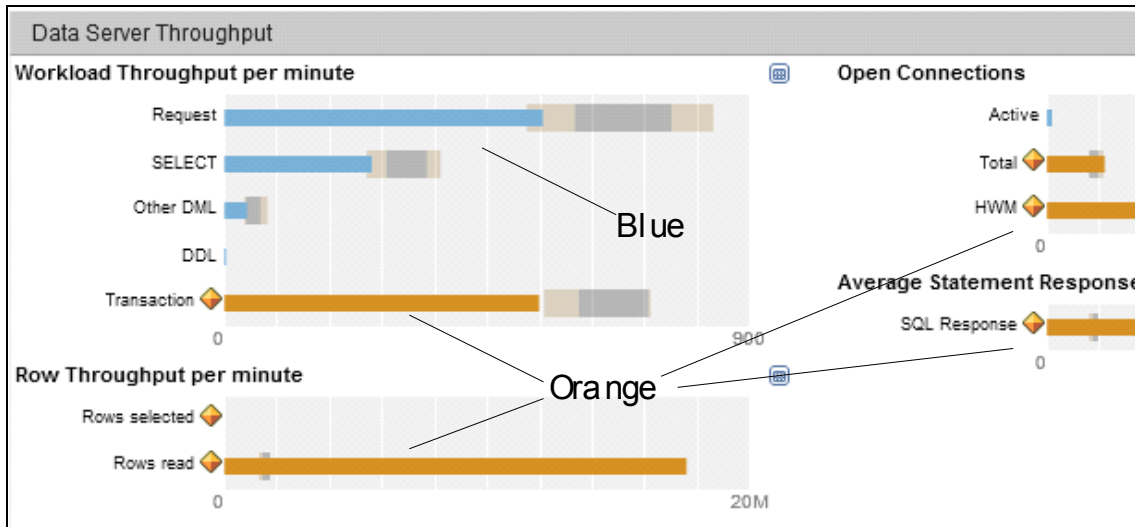 Data Server Throughput
Workload Throughput per minute
Request
SELECT
Other DML
DDL
Transaction
0
900
Blue
Row Throughput per minute
Orange
Rows selected
Rows read
0
20M
Open Connections
Active
Total
HWM
0
Average Statement Response
SQL Response
0